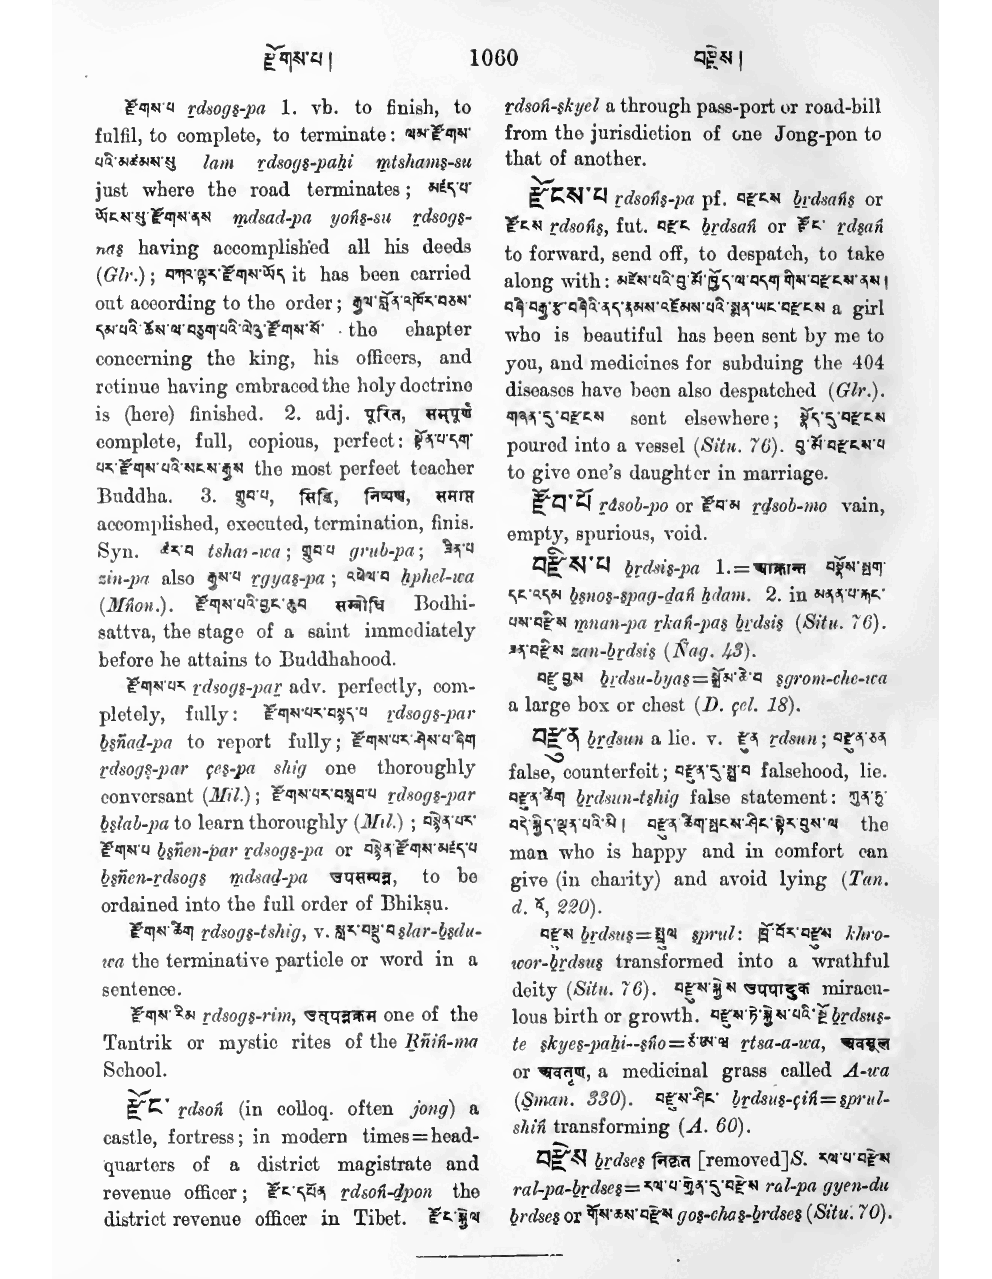 རྫོགས་པ། 1060 བརྫེས།
རྫོགས་པ rdsogs-pa 1. vb. to finish, to
fulfil, to complete, to terminate: ལམ་རྫོགས་
པའི་མཚམས་སུ lam rdsogs-paḥi mtshams-su
just where the road terminates; མཛད་པ་
ཡོངས་སུ་རྫོགས་ནས mdsad-pa yoṅs-su rdsogs-
nas having accomplished all his deeds
(Glr.); བཀའ་ལྟར་རྫོགས་ཡོད it has been carried
out according to the order; རྒྱལ་བློན་འཁོར་བཅས་
དམ་པའི་ཆོས་ལ་བཅུག་པའི་ལེའུ་རྫོགས་སོ་ the chapter
concerning the king, his officers, and
retinue having embraced the holy doctrine
is (here) finished. 2. adj. पूरित, सम्पूर्ण
complete, full, copious, perfect: སྟོན་པ་དག་
པར་རྫོགས་པའི་སངས་རྒྱས the most perfect teacher
Buddha. 3. གྲུབ་པ, सिद्धि, निष्पन्न, समाप्त
accomplished, executed, termination, finis.
Syn. ཚར་བ tshar-wa; གྲུབ་པ grub-pa; ཟིན་པ
zin-pa also རྒྱས་པ rgyas-pa; འཕེལ་བ ḥphel-wa
(Mṅon.). རྫོགས་པའི་བྱང་ཆུབ सम्बोधि Bodhi-
sattva, the stage of a saint immediately
before he attains to Buddhahood.
རྫོགས་པར rdsogs-par adv. perfectly, com-
pletely, fully: རྫོགས་པར་བསྙད་པ rdsogs-par
bsñad-pa to report fully; རྫོགས་པར་ཤེས་པ་ཞིག
rdsogs-par çes-pa shig one thoroughly
conversant (Mil.); རྫོགས་པར་བསླབ་པ rdsogs-par
bslab-pa to learn thoroughly (Mil.); བསྙེན་པར་
རྫོགས་པ bsñen-par rdsogs-pa or བསྙེན་རྫོགས་མཛད་པ
bsñen-rdsogs mdsad-pa उपसम्पन्न, to be
ordained into the full order of Bhikṣu.
རྫོགས་ཚིག rdsogs-tshig, v. སླར་བསྡུ་བ slar-bsdu-
wa the terminative particle or word in a
sentence.
རྫོགས་རིམ rdsogs-rim, उत्पन्नक्रम one of the
Tantrik or mystic rites of the Rñiṅ-ma
School.
རྫོང་ rdsoṅ (in colloq. often jong) a
castle, fortress; in modern times=head-
quarters of a district magistrate and
revenue officer; རྫོང་དཔོན rdsoṅ-dpon the
district revenue officer in Tibet. རྫོང་སྐྱེལ
rdsoṅ-skyel a through pass-port or road-bill
from the jurisdiction of one Jong-pon to
that of another.
རྫོངས་པ rdsoṅs-pa pf. བརྫངས brdsaṅs or
རྫོངས rdsoṅs, fut. བརྫང brdsaṅ or རྫང་ rdsaṅ
to forward, send off, to despatch, to take
along with: མཛེས་པའི་བུ་མོ་ཁྱོད་ལ་བདག་གིས་བརྫངས་ནས།
བཞི་བརྒྱ་རྩ་བཞིའི་ནད་རྣམས་འཇོམས་པའི་སྨན་ཡང་བརྫངས a girl
who is beautiful has been sent by me to
you, and medicines for subduing the 404
diseases have been also despatched (Glr.).
གཞན་དུ་བརྫངས sent elsewhere; སྣོད་དུ་བརྫངས
poured into a vessel (Situ. 76). བུ་མོ་བརྫངས་པ
to give one's daughter in marriage.
རྫོབ་པོ rdsob-po or རྫོབ་མ rdsob-mo vain,
empty, spurious, void.
བརྫིས་པ brdsis-pa 1.=आक्रान्त བསྣོས་སྤག་
དང་འདམ bsnos-spag-daṅ ḥdam. 2. in མནན་པ་རྐང་
པས་བརྫིས mnan-pa rkaṅ-pas brdsis (Situ. 76).
ཟན་བརྫིས zan-brdsis (Ñag. 43).
བརྫུ་བྱས brdsu-byas=སྒྲོམ་ཆེ་བ sgrom-che-wa
a large box or chest (D. çel. 18).
བརྫུན brdsun a lie. v. རྫུན rdsun; བརྫུན་ཅན
false, counterfeit; བརྫུན་དུ་སྨྲ་བ falsehood, lie.
བརྫུན་ཚིག brdsun-tshig false statement: ཀུན་ཏུ་
བདེ་སྐྱིད་ལྡན་པའི་མི། བརྫུན་ཚིག་སྤངས་ཤིང་སྟེར་བྱས་ལ the
man who is happy and in comfort can
give (in charity) and avoid lying (Tan.
d. ད, 220).
བརྫུས brdsus=སྤྲུལ sprul: ཁྲོ་བོར་བརྫུས khro-
wor-brdsus transformed into a wrathful
deity (Situ. 76). བརྫུས་སྐྱེས उपपादुक miracu-
lous birth or growth. བརྫུས་ཏེ་སྐྱེས་པའི་སྔོ brdsus-
te skyes-paḥi--sṅo=རྩ་ཨ་ཝ rtsa-a-wa, अवमूल
or अवतृण, a medicinal grass called A-wa
(Sman. 330). བརྫུས་ཤིང་ brdsus-çiṅ=sprul-
shiṅ transforming (A. 60).
བརྫེས brdses निह्रत [removed]S. རལ་པ་བརྫེས
ral-pa-brdses=རལ་པ་གྱེན་དུ་བརྫེས ral-pa gyen-du
brdses or གོས་ཆས་བརྫེས gos-chas-brdses (Situ. 70).